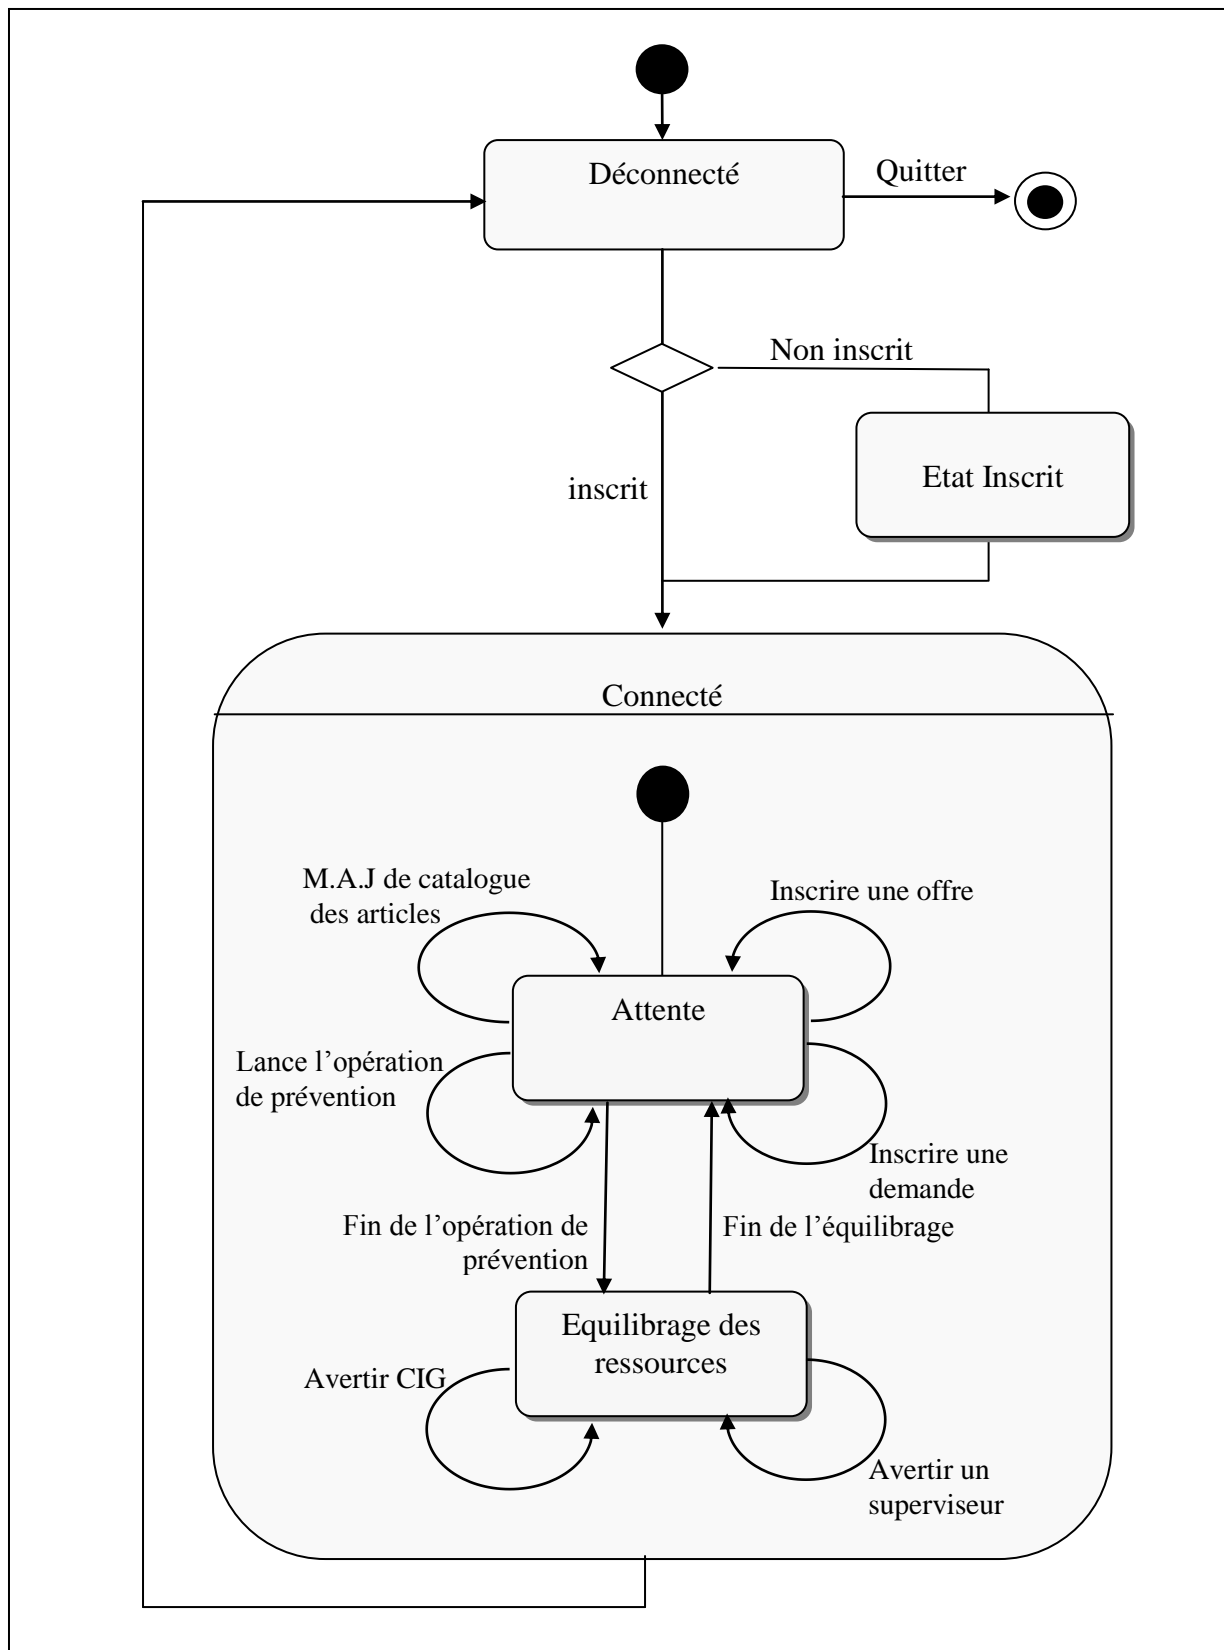 Déconnecté
Quitter
Non inscrit
Etat Inscrit
inscrit
Connecté
M.A.J de catalogue
des articles
Inscrire une offre
Attente
Lance l’opération
de prévention
Inscrire une
demande
Fin de l’opération de
prévention
Fin de l’équilibrage
Equilibrage des
ressources
Avertir CIG
Avertir un
superviseur